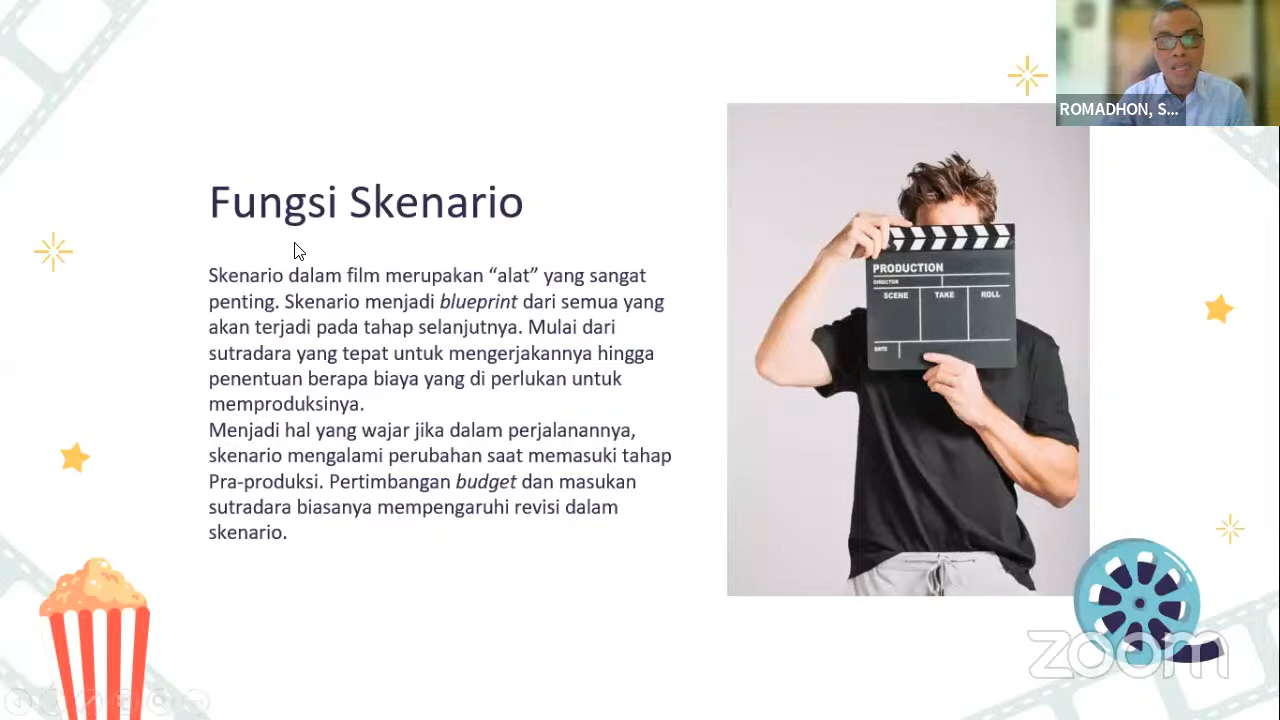 ROMADHON, S...
Fungsi Skenario
Skenario dalam film merupakan “alat” yang sangat
penting. Skenario menjadi blueprint dari semua yang
akan terjadi pada tahap selanjutnya. Mulai dari
sutradara yang tepat untuk mengerjakannya hingga
penentuan berapa biaya yang di perlukan untuk
memproduksinya.
Menjadi hal yang wajar jika dalam perjalanannya,
skenario mengalami perubahan saat memasuki tahap
Pra-produksi. Pertimbangan budget dan masukan
sutradara biasanya mempengaruhi revisi dalam
skenario.
PRODUCTION
DIRECTOR
SCENE TAKE ROLL
DATE
zoom